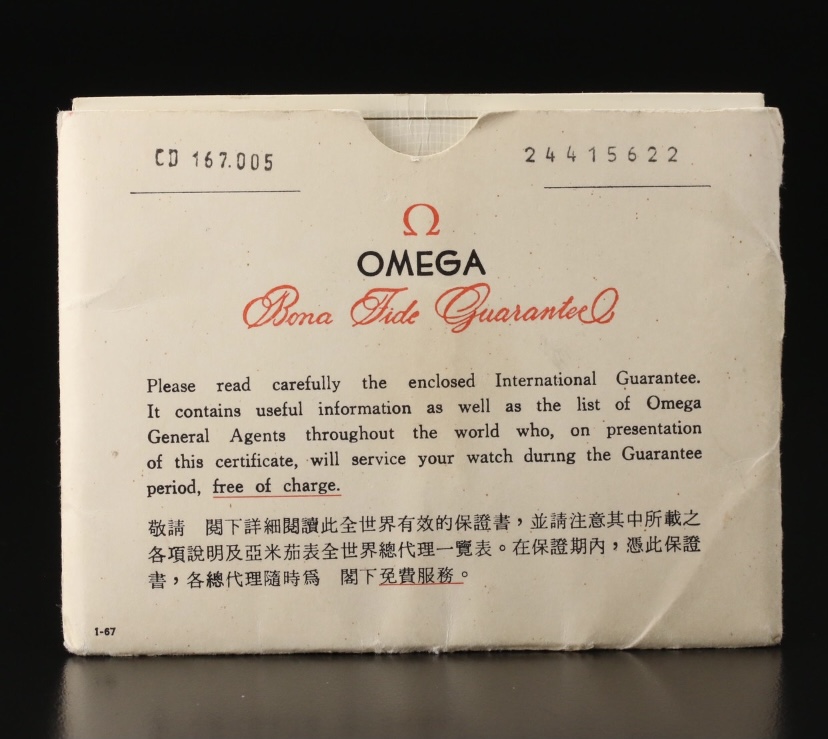 CD 167.005
24415622
Ω
OMEGA
Bona Fide Guarantee
Please read carefully the enclosed International Guarantee.
It contains useful information as well as the list of Omega
General Agents throughout the world who, on presentation
of this certificate, will service your watch during the Guarantee
period, free of charge.
敬請　閣下詳細閱讀此全世界有效的保證書，並請注意其中所載之
各項說明及亞米茄表全世界總代理一覽表。在保證期內，憑此保證
書，各總代理隨時爲　閣下免費服務。
1-67